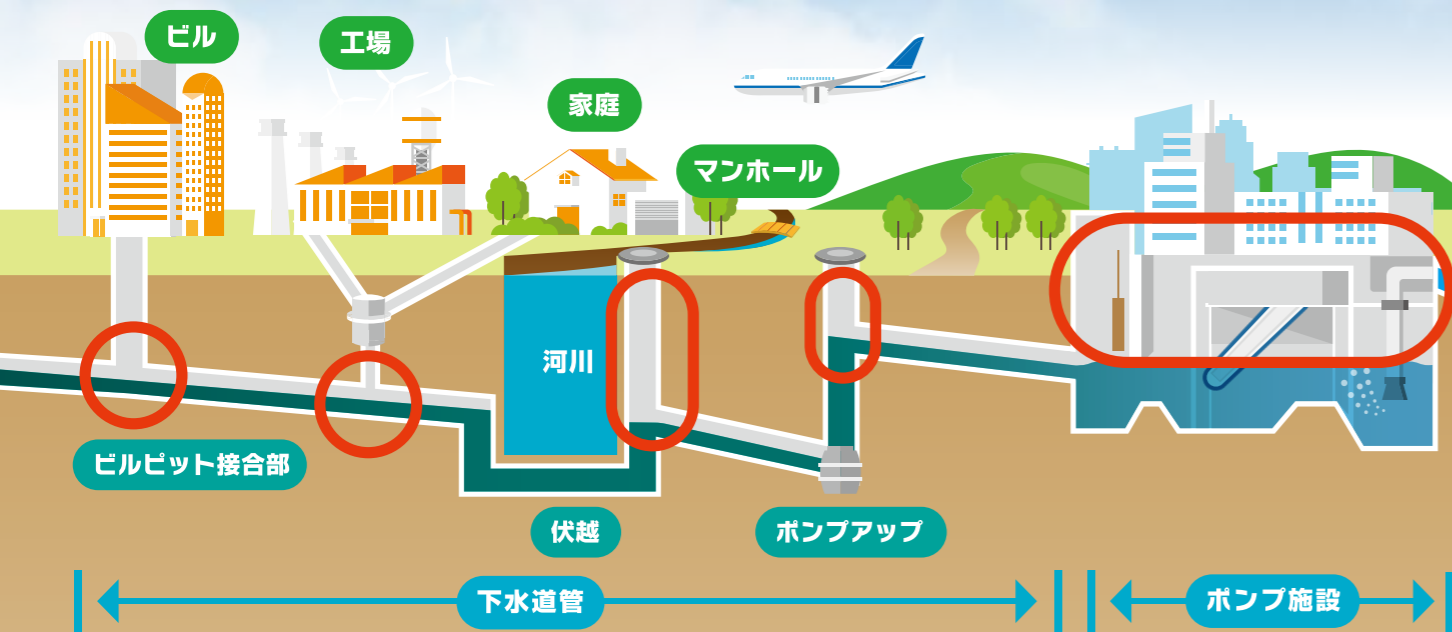 ビル
工場
家庭
マンホール
河川
ビルピット接合部
伏越
ポンプアップ
下水道管
ポンプ施設